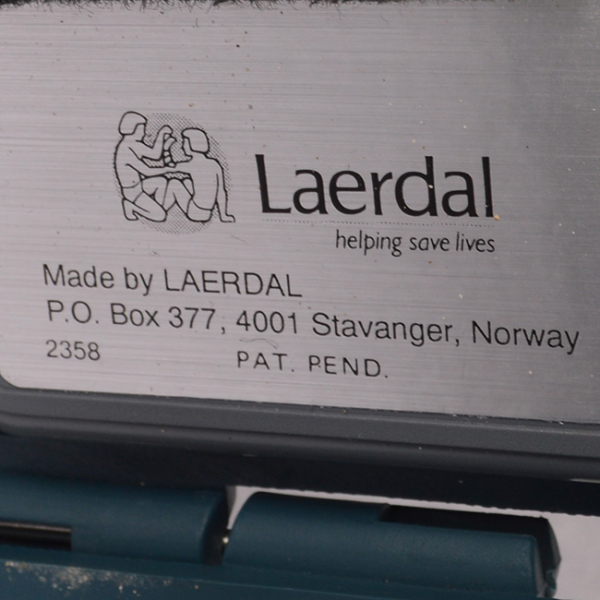 Laerdal
helping save lives
Made by LAERDAL
P.O. Box 377, 4001 Stavanger, Norway
2358 PAT. PEND.